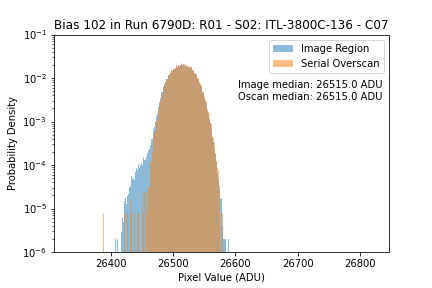 Bias 102 in Run 6790D: R01 - S02: ITL-3800C-136 - C07
Image Region
Serial Overscan
Image median: 26515.0 ADU
Oscan median: 26515.0 ADU
Probability Density
10⁻¹
10⁻²
10⁻³
10⁻⁴
10⁻⁵
10⁻⁶
26400 26500 26600 26700 26800
Pixel Value (ADU)